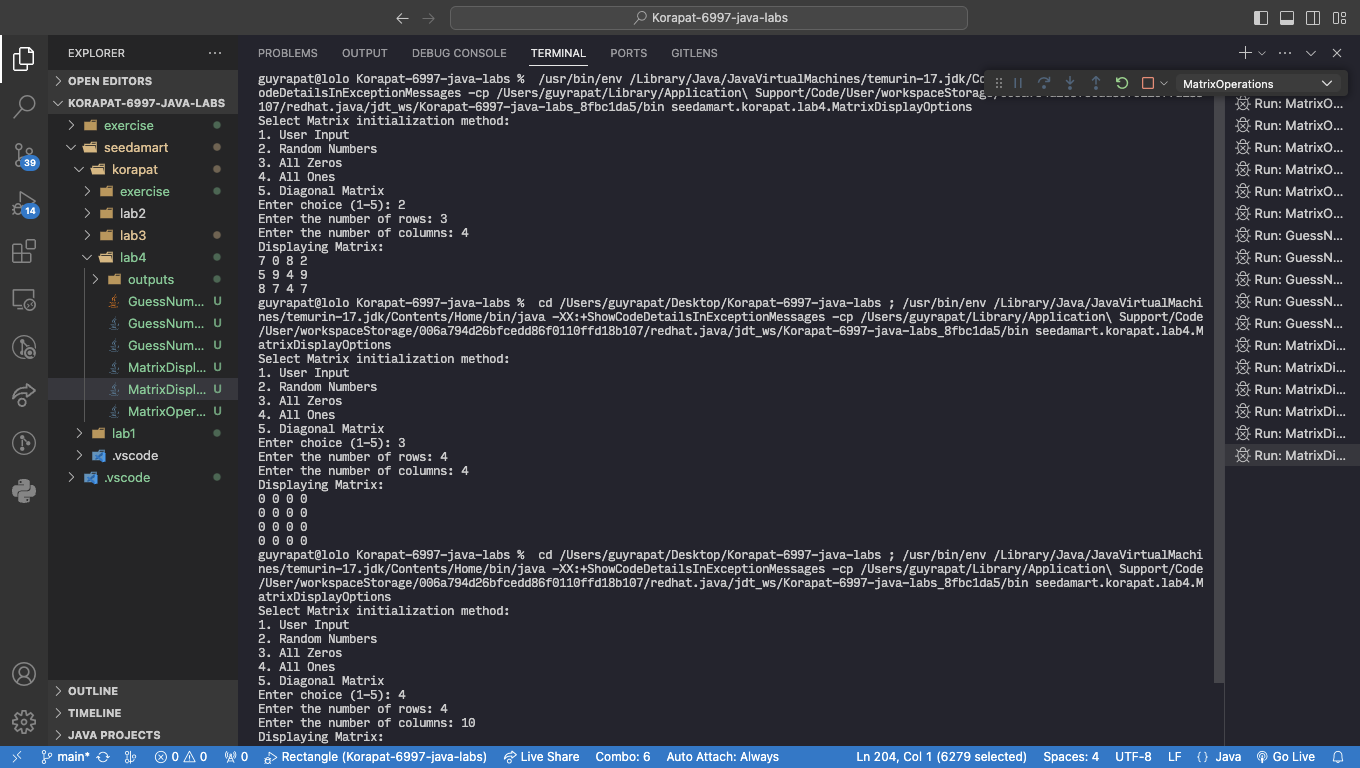 Korapat-6997-java-labs
EXPLORER
OPEN EDITORS
KORAPAT-6997-JAVA-LABS
exercise
seedamart
korapat
exercise
lab2
lab3
lab4
outputs
GuessNum... U
GuessNum... U
GuessNum... U
MatrixDispl... U
MatrixDispl... U
MatrixOper... U
lab1
.vscode
.vscode
OUTLINE
TIMELINE
JAVA PROJECTS
39
14
PROBLEMS OUTPUT DEBUG CONSOLE TERMINAL PORTS GITLENS
MatrixOperations
guyrapat@lolo Korapat-6997-java-labs % /usr/bin/env /Library/Java/JavaVirtualMachines/temurin-17.jdk/Co
odeDetailsInExceptionMessages -cp /Users/guyrapat/Library/Application\ Support/Code/User/workspaceStorage/
107/redhat.java/jdt_ws/Korapat-6997-java-labs_8fbc1da5/bin seedamart.korapat.lab4.MatrixDisplayOptions
Select Matrix initialization method:
1. User Input
2. Random Numbers
3. All Zeros
4. All Ones
5. Diagonal Matrix
Enter choice (1-5): 2
Enter the number of rows: 3
Enter the number of columns: 4
Displaying Matrix:
7 0 8 2
5 9 4 9
8 7 4 7
guyrapat@lolo Korapat-6997-java-labs % cd /Users/guyrapat/Desktop/Korapat-6997-java-labs ; /usr/bin/env /Library/Java/JavaVirtualMachi
nes/temurin-17.jdk/Contents/Home/bin/java -XX:+ShowCodeDetailsInExceptionMessages -cp /Users/guyrapat/Library/Application\ Support/Code
/User/workspaceStorage/006a794d26bfcedd86f0110ffd18b107/redhat.java/jdt_ws/Korapat-6997-java-labs_8fbc1da5/bin seedamart.korapat.lab4.M
atrixDisplayOptions
Select Matrix initialization method:
1. User Input
2. Random Numbers
3. All Zeros
4. All Ones
5. Diagonal Matrix
Enter choice (1-5): 3
Enter the number of rows: 4
Enter the number of columns: 4
Displaying Matrix:
0 0 0 0
0 0 0 0
0 0 0 0
0 0 0 0
guyrapat@lolo Korapat-6997-java-labs % cd /Users/guyrapat/Desktop/Korapat-6997-java-labs ; /usr/bin/env /Library/Java/JavaVirtualMachi
nes/temurin-17.jdk/Contents/Home/bin/java -XX:+ShowCodeDetailsInExceptionMessages -cp /Users/guyrapat/Library/Application\ Support/Code
/User/workspaceStorage/006a794d26bfcedd86f0110ffd18b107/redhat.java/jdt_ws/Korapat-6997-java-labs_8fbc1da5/bin seedamart.korapat.lab4.M
atrixDisplayOptions
Select Matrix initialization method:
1. User Input
2. Random Numbers
3. All Zeros
4. All Ones
5. Diagonal Matrix
Enter choice (1-5): 4
Enter the number of rows: 4
Enter the number of columns: 10
Displaying Matrix:
Run: MatrixO...
Run: MatrixO...
Run: MatrixO...
Run: MatrixO...
Run: MatrixO...
Run: MatrixO...
Run: GuessN...
Run: GuessN...
Run: GuessN...
Run: GuessN...
Run: GuessN...
Run: MatrixDi...
Run: MatrixDi...
Run: MatrixDi...
Run: MatrixDi...
Run: MatrixDi...
Run: MatrixDi...
main* 0 0 0 Rectangle (Korapat-6997-java-labs) Live Share Combo: 6 Auto Attach: Always Ln 204, Col 1 (6279 selected) Spaces: 4 UTF-8 LF {} Java Go Live